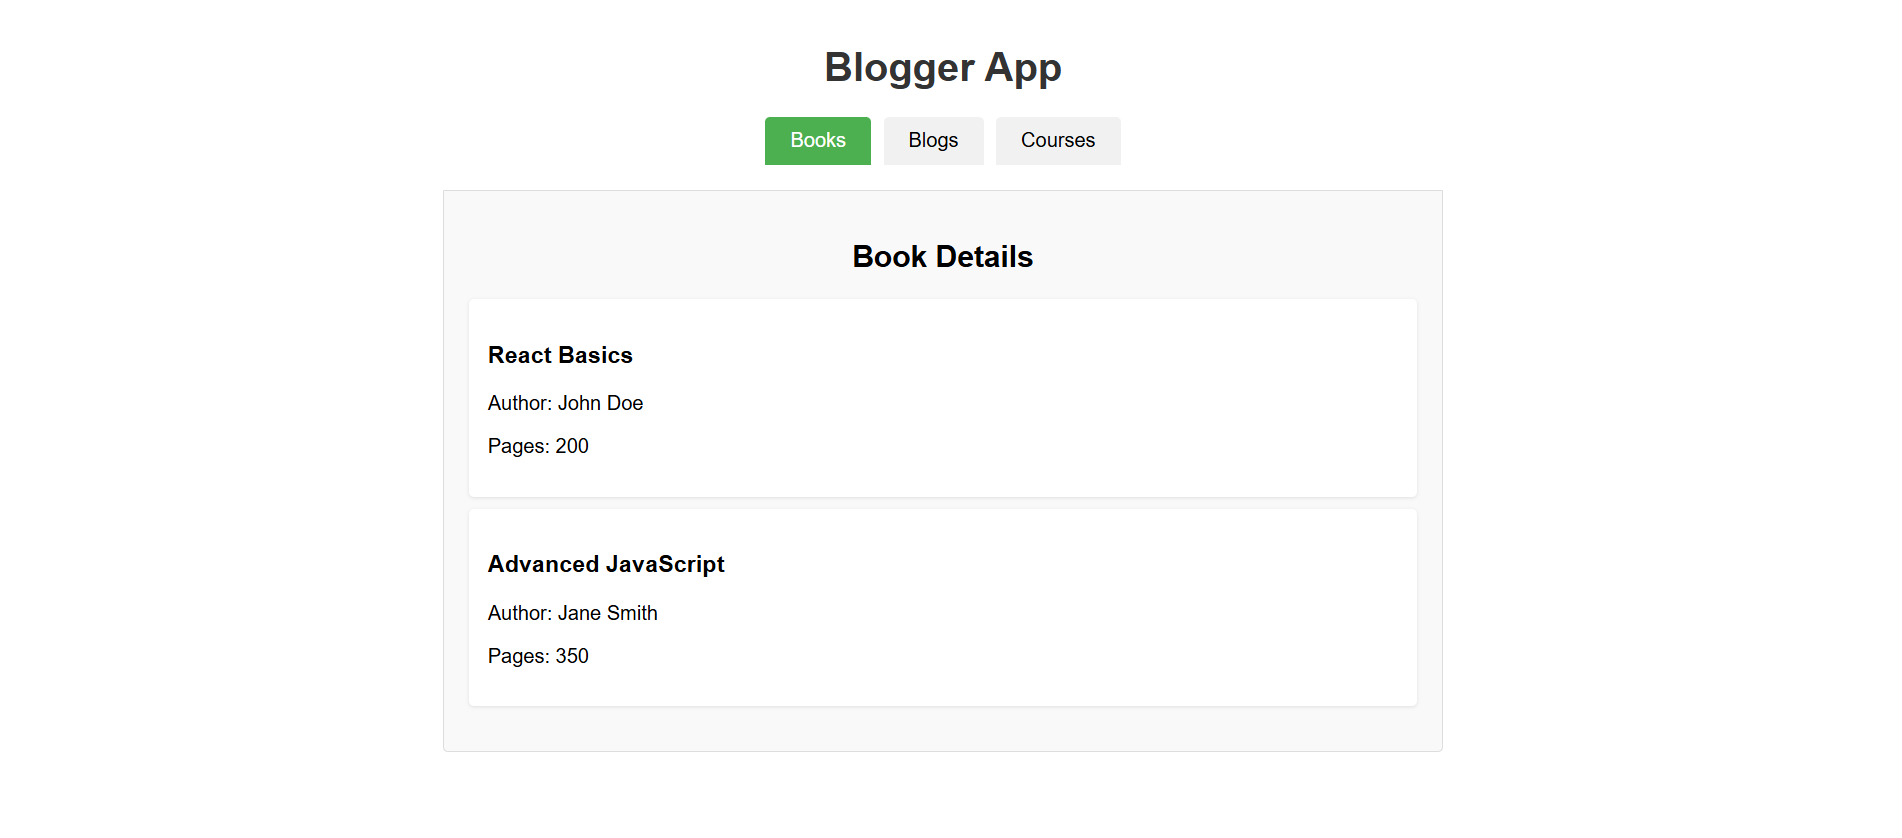 Blogger App
Books Blogs Courses
Book Details
React Basics
Author: John Doe
Pages: 200
Advanced JavaScript
Author: Jane Smith
Pages: 350